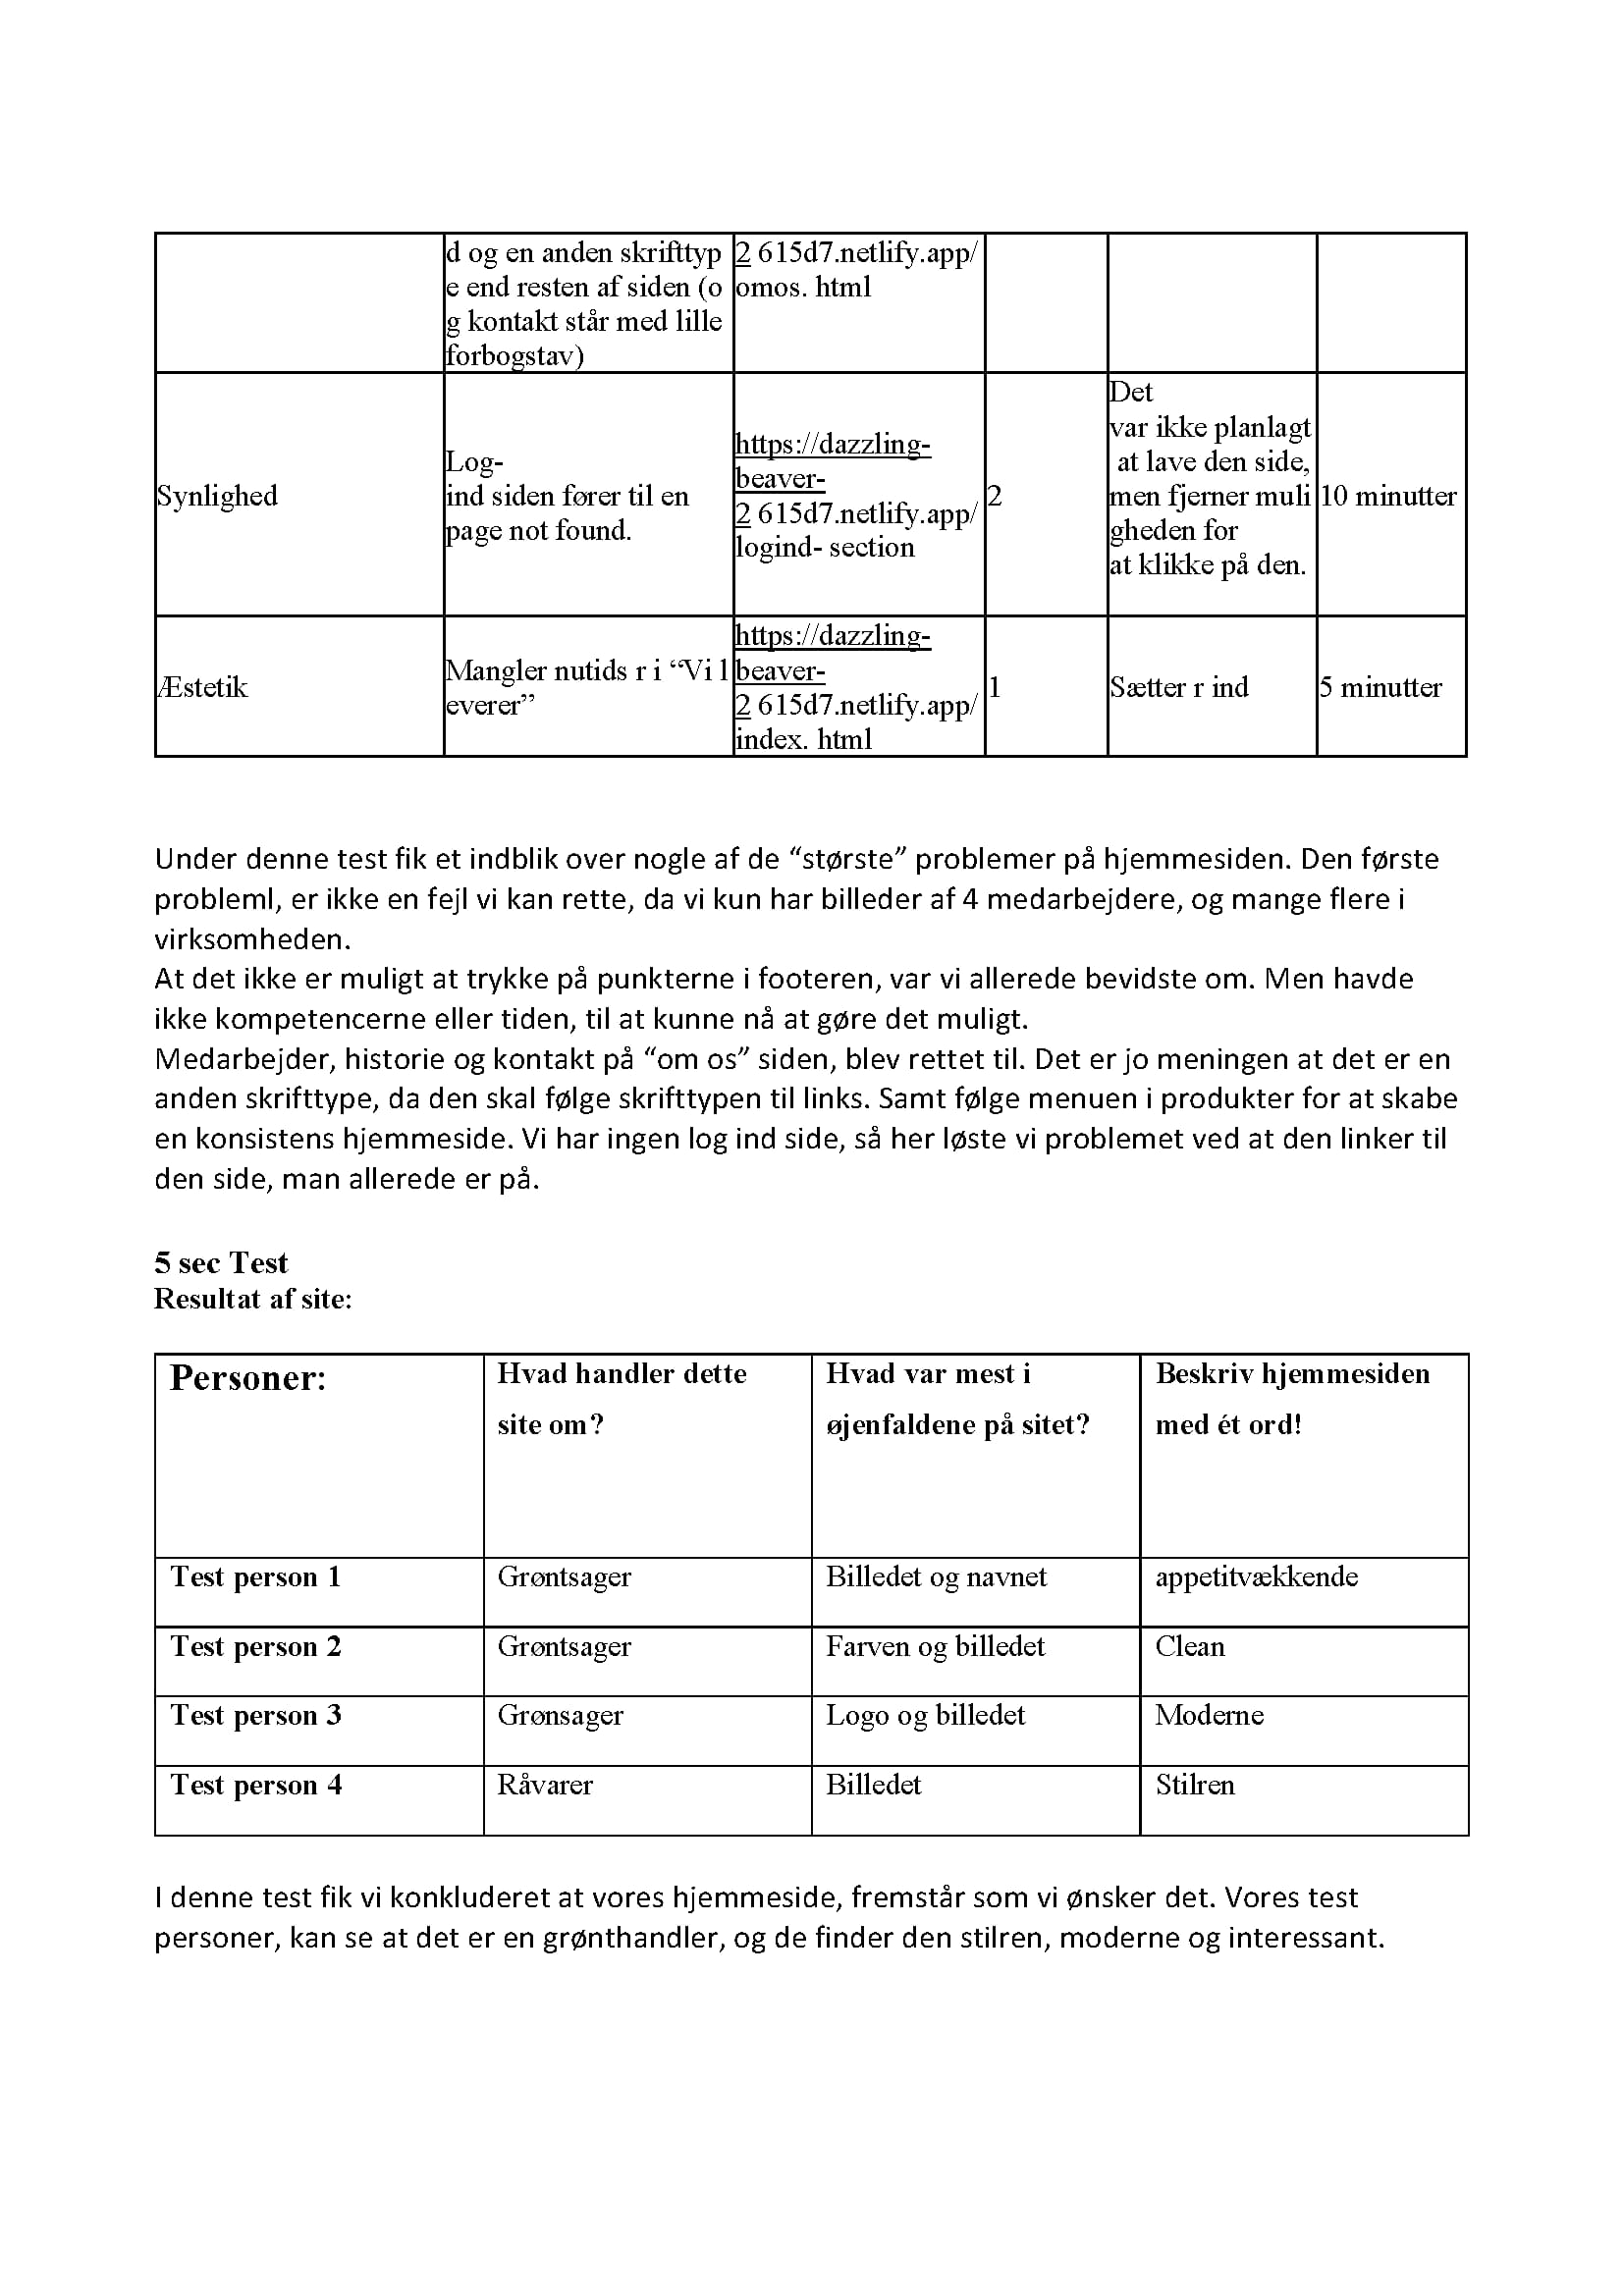 d og en anden skrifttyp
e end resten af siden (o
g kontakt står med lille
forbogstav)
2 615d7.netlify.app/
omos. html
Synlighed
Log-
ind siden fører til en
page not found.
https://dazzling-
beaver-
2 615d7.netlify.app/
logind- section
2
Det
var ikke planlagt
at lave den side,
men fjerner muli
gheden for
at klikke på den.
10 minutter
Æstetik
Mangler nutids r i “Vi l
everer”
https://dazzling-
beaver-
2 615d7.netlify.app/
index. html
1
Sætter r ind
5 minutter
Under denne test fik et indblik over nogle af de “største” problemer på hjemmesiden. Den første
probleml, er ikke en fejl vi kan rette, da vi kun har billeder af 4 medarbejdere, og mange flere i
virksomheden.
At det ikke er muligt at trykke på punkterne i footeren, var vi allerede bevidste om. Men havde
ikke kompetencerne eller tiden, til at kunne nå at gøre det muligt.
Medarbejder, historie og kontakt på “om os” siden, blev rettet til. Det er jo meningen at det er en
anden skrifttype, da den skal følge skrifttypen til links. Samt følge menuen i produkter for at skabe
en konsistens hjemmeside. Vi har ingen log ind side, så her løste vi problemet ved at den linker til
den side, man allerede er på.
5 sec Test
Resultat af site:
Personer:
Hvad handler dette
site om?
Hvad var mest i
øjenfaldene på sitet?
Beskriv hjemmesiden
med ét ord!
Test person 1
Grøntsager
Billedet og navnet
appetitvækkende
Test person 2
Grøntsager
Farven og billedet
Clean
Test person 3
Grønsager
Logo og billedet
Moderne
Test person 4
Råvarer
Billedet
Stilren
I denne test fik vi konkluderet at vores hjemmeside, fremstår som vi ønsker det. Vores test
personer, kan se at det er en grønthandler, og de finder den stilren, moderne og interessant.